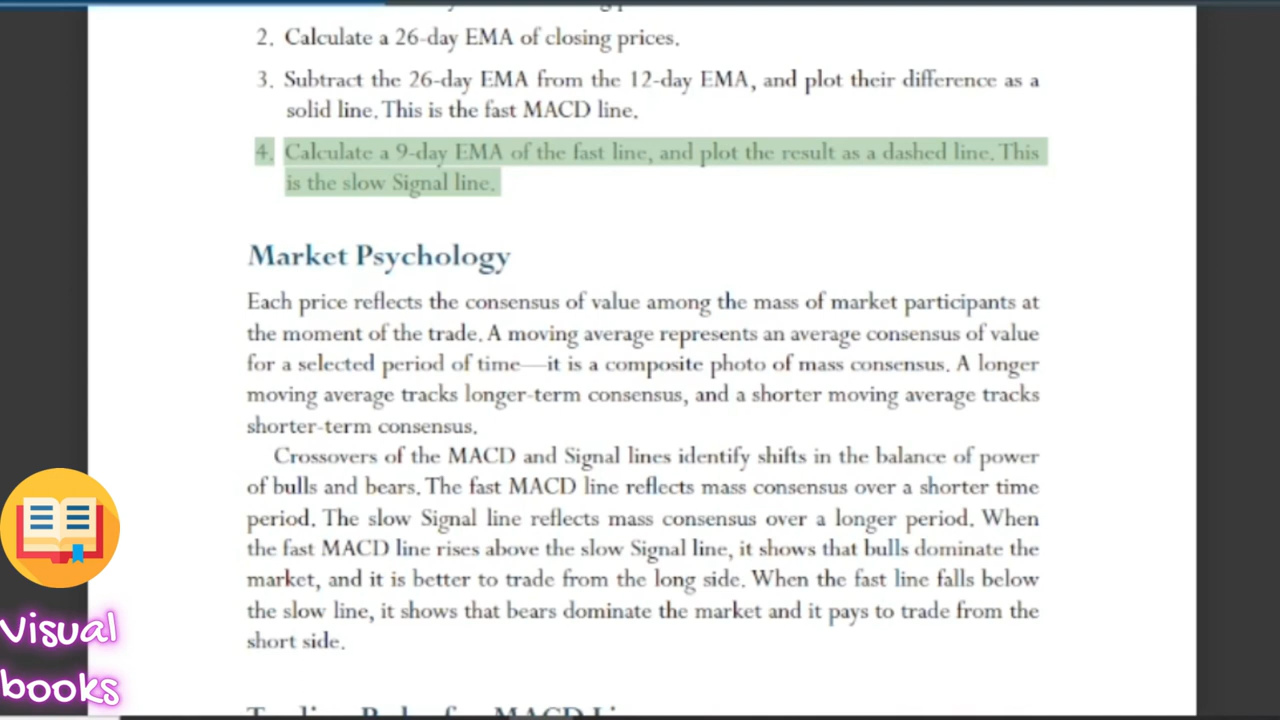 2. Calculate a 26-day EMA of closing prices.
3. Subtract the 26-day EMA from the 12-day EMA, and plot their difference as a
solid line. This is the fast MACD line.
4. Calculate a 9-day EMA of the fast line, and plot the result as a dashed line. This
is the slow Signal line.
Market Psychology
Each price reflects the consensus of value among the mass of market participants at
the moment of the trade. A moving average represents an average consensus of value
for a selected period of time—it is a composite photo of mass consensus. A longer
moving average tracks longer-term consensus, and a shorter moving average tracks
shorter-term consensus.
Crossovers of the MACD and Signal lines identify shifts in the balance of power
of bulls and bears. The fast MACD line reflects mass consensus over a shorter time
period. The slow Signal line reflects mass consensus over a longer period. When
the fast MACD line rises above the slow Signal line, it shows that bulls dominate the
market, and it is better to trade from the long side. When the fast line falls below
the slow line, it shows that bears dominate the market and it pays to trade from the
short side.
Visual
books